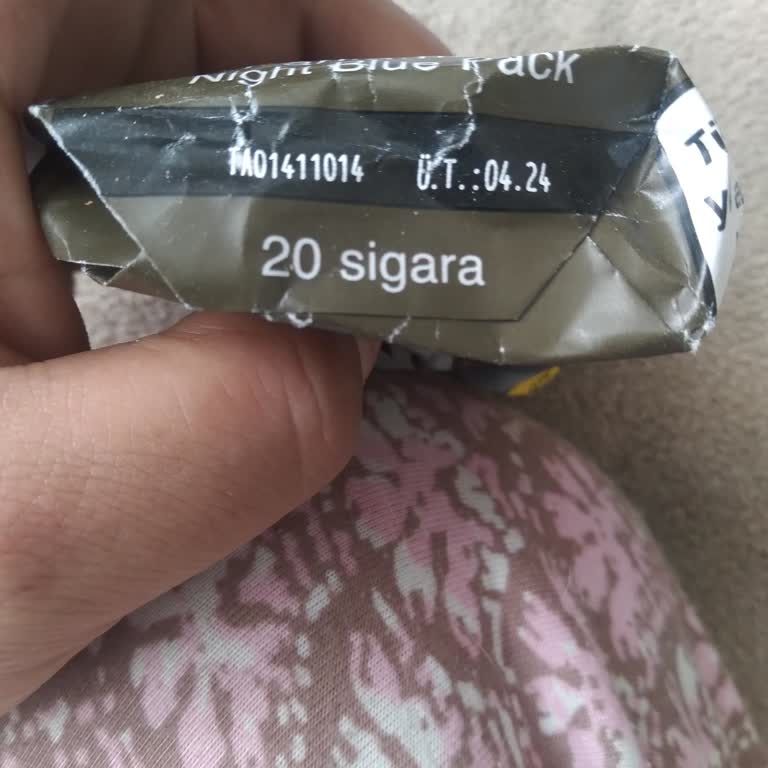 Night Blue Pack
TA01411014 Ü.T.:04.24
20 sigara